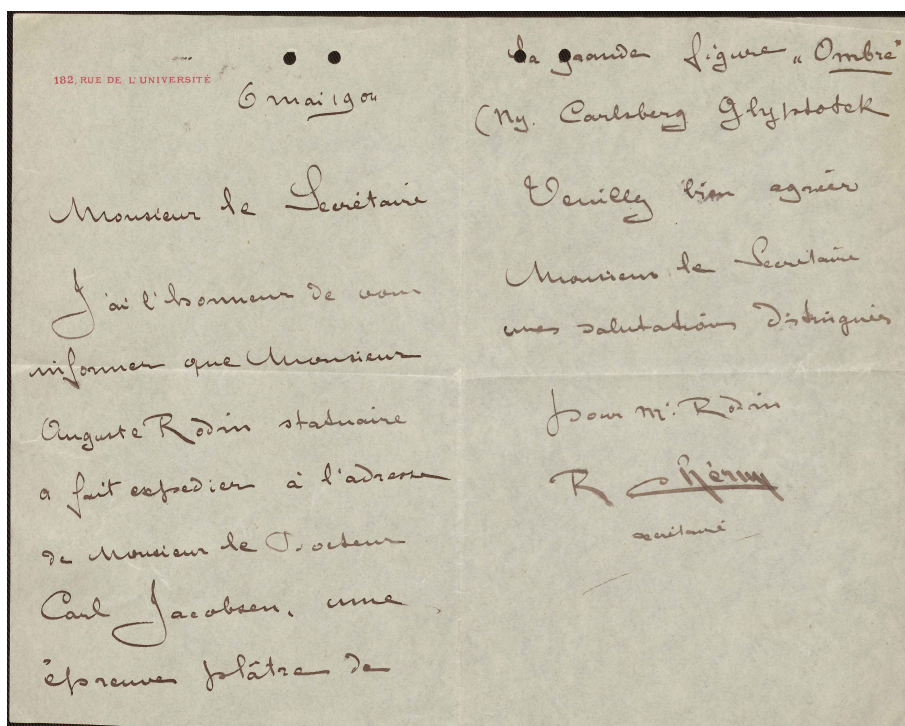 182, RUE DE L'UNIVERSITÉ
6 mai 1904
Monsieur le Secrétaire
J'ai l'honneur de vous
informer que Monsieur
Auguste Rodin statuaire
a fait expedier à l'adresse
de Monsieur le Docteur
Carl Jacobsen, une
épreuve plâtre de
la grande figure "Ombre"
(Ny. Carlsberg Glyptotek
Veuillez bien agréer
Monsieur le Secrétaire
mes salutations distingués
pour Mr. Rodin
R
secrétaire